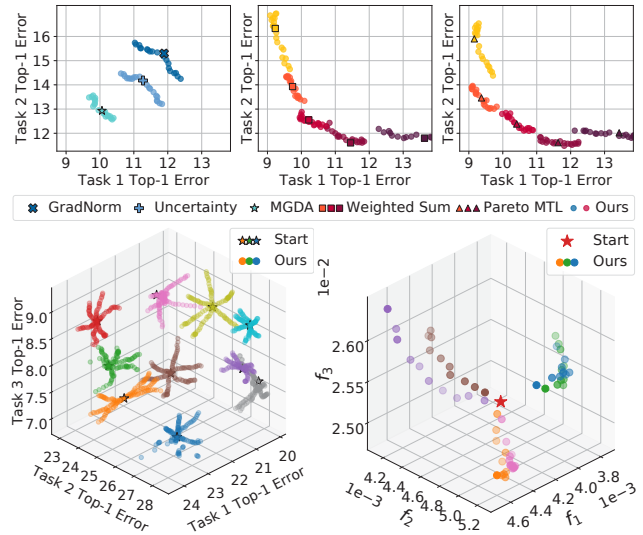 16
15
14
13
12
Task 2 Top-1 Error
9 10 11 12 13
Task 1 Top-1 Error
16
15
14
13
12
Task 2 Top-1 Error
9 10 11 12 13
Task 1 Top-1 Error
16
15
14
13
12
Task 2 Top-1 Error
9 10 11 12 13
Task 1 Top-1 Error
GradNorm Uncertainty MGDA Weighted Sum Pareto MTL Ours
Start
Ours
9.0
8.5
8.0
7.5
7.0
Task 3 Top-1 Error
23 24 25 26 27 28
Task 2 Top-1 Error
24 23 22 21 20
Task 1 Top-1 Error
Start
Ours
1e−2
2.60
2.55
2.50
f3
4.2 4.4 4.6 4.8 5.0 5.2
1e−3
f2
4.6 4.4 4.2 4.0 3.8
1e−3
f1